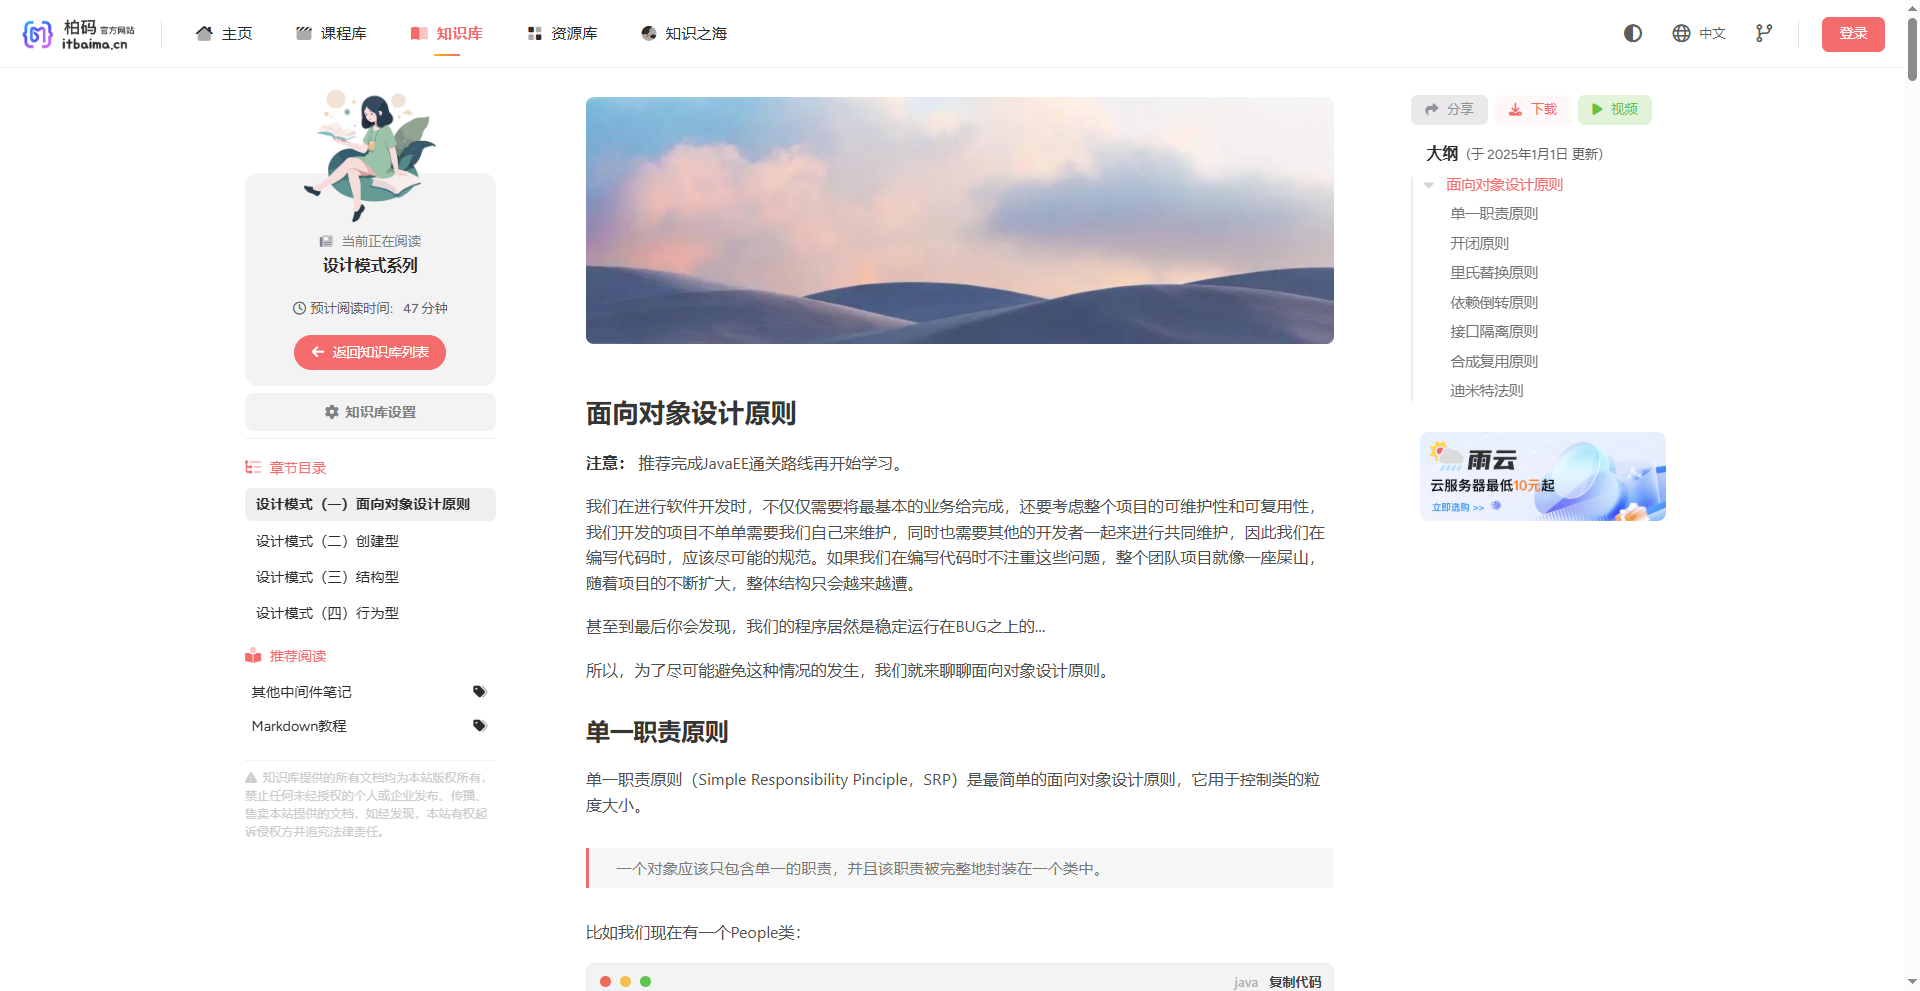 柏码 官方网站
itbaima.cn
主页
课程库
知识库
资源库
知识之海
中文
登录
当前正在阅读
设计模式系列
预计阅读时间: 47 分钟
返回知识库列表
知识库设置
章节目录
设计模式（一）面向对象设计原则
设计模式（二）创建型
设计模式（三）结构型
设计模式（四）行为型
推荐阅读
其他中间件笔记
Markdown教程
知识库提供的所有文档均为本站版权所有，
禁止任何未经授权的个人或企业发布、传播、
售卖本站提供的文档，如经发现，本站有权起
诉侵权方并追究法律责任。
面向对象设计原则
注意： 推荐完成JavaEE通关路线再开始学习。
我们在进行软件开发时，不仅仅需要将最基本的业务给完成，还要考虑整个项目的可维护性和可复用性，
我们开发的项目不单单需要我们自己来维护，同时也需要其他的开发者一起来进行共同维护，因此我们在
编写代码时，应该尽可能的规范。如果我们在编写代码时不注重这些问题，整个团队项目就像一座屎山，
随着项目的不断扩大，整体结构只会越来越遭。
甚至到最后你会发现，我们的程序居然是稳定运行在BUG之上的...
所以，为了尽可能避免这种情况的发生，我们就来聊聊面向对象设计原则。
单一职责原则
单一职责原则（Simple Responsibility Pinciple，SRP）是最简单的面向对象设计原则，它用于控制类的粒
度大小。
一个对象应该只包含单一的职责，并且该职责被完整地封装在一个类中。
比如我们现在有一个People类：
java 复制代码
分享
下载
视频
大纲（于 2025年1月1日 更新）
面向对象设计原则
单一职责原则
开闭原则
里氏替换原则
依赖倒转原则
接口隔离原则
合成复用原则
迪米特法则
雨云
云服务器最低10元起
立即选购 >>